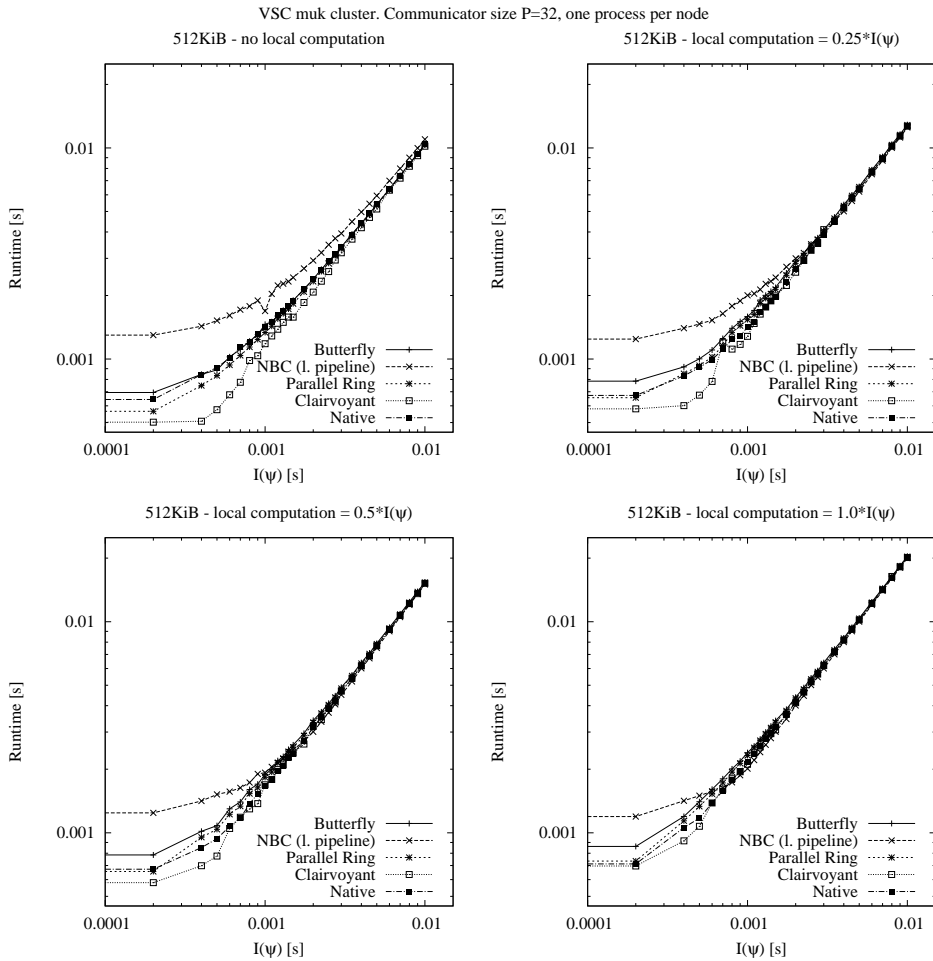 VSC muk cluster. Communicator size P=32, one process per node
512KiB - no local computation
Runtime [s]
0.01
0.001
0.0001
0.001
0.01
I(ψ) [s]
Butterfly
NBC (l. pipeline)
Parallel Ring
Clairvoyant
Native
512KiB - local computation = 0.25*I(ψ)
Runtime [s]
0.01
0.001
0.0001
0.001
0.01
I(ψ) [s]
Butterfly
NBC (l. pipeline)
Parallel Ring
Clairvoyant
Native
512KiB - local computation = 0.5*I(ψ)
Runtime [s]
0.01
0.001
0.0001
0.001
0.01
I(ψ) [s]
Butterfly
NBC (l. pipeline)
Parallel Ring
Clairvoyant
Native
512KiB - local computation = 1.0*I(ψ)
Runtime [s]
0.01
0.001
0.0001
0.001
0.01
I(ψ) [s]
Butterfly
NBC (l. pipeline)
Parallel Ring
Clairvoyant
Native